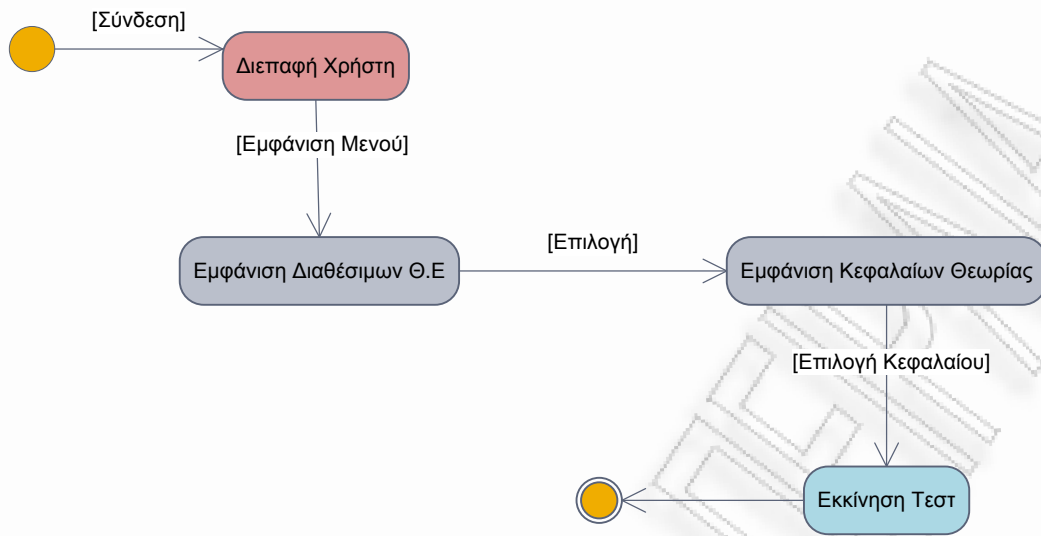 [Σύνδεση]
Διεπαφή Χρήστη
[Εμφάνιση Μενού]
Εμφάνιση Διαθέσιμων Θ.Ε
[Επιλογή]
Εμφάνιση Κεφαλαίων Θεωρίας
[Επιλογή Κεφαλαίου]
Εκκίνηση Τεστ